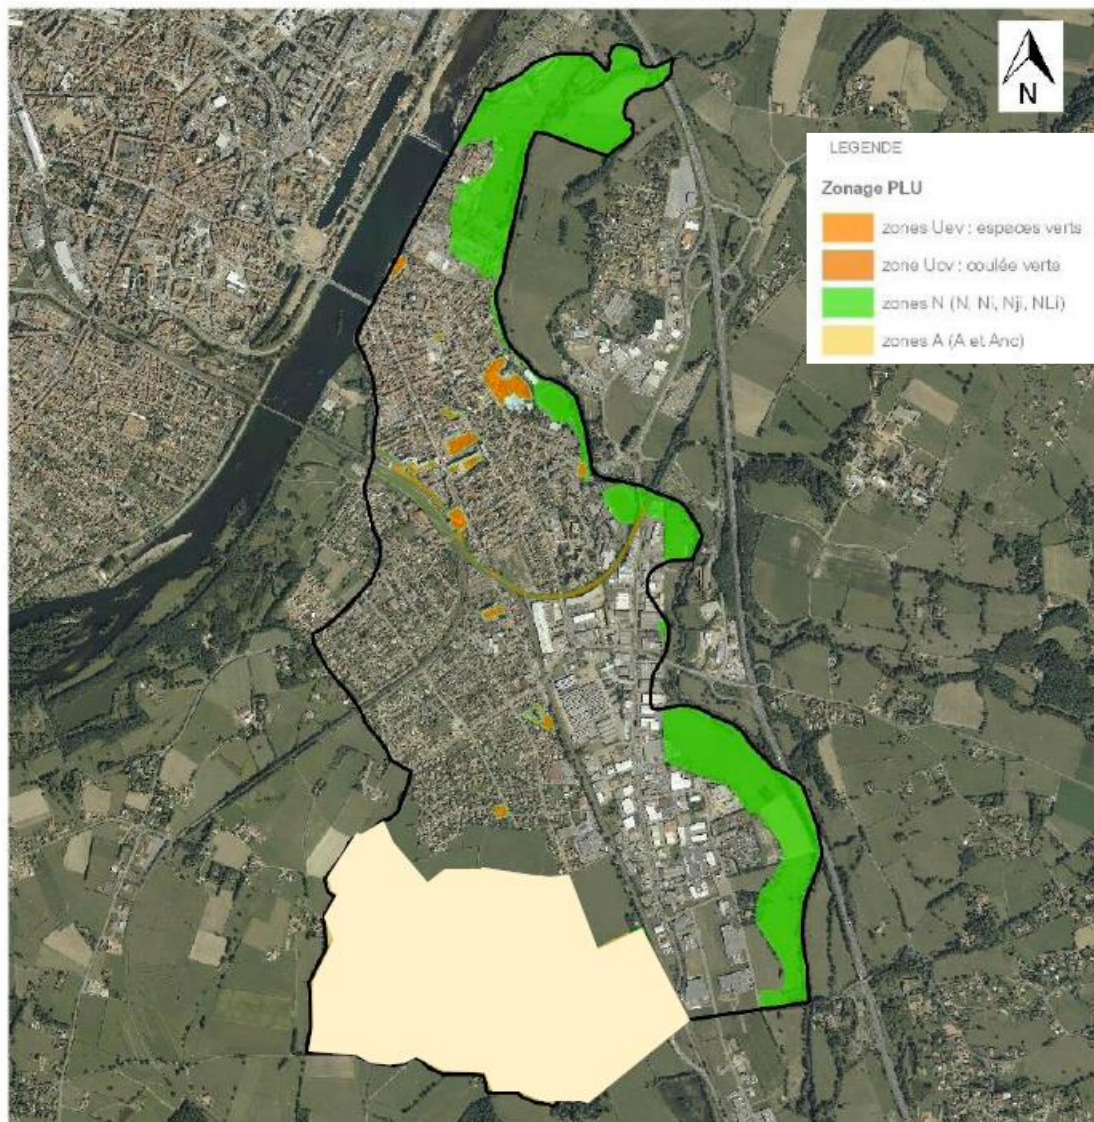 N
LEGENDE
Zonage PLU
zones Uev : espaces verts
zone Ucv : coulée verte
zones N (N, Ni, Nji, NLi)
zones A (A et Anc)